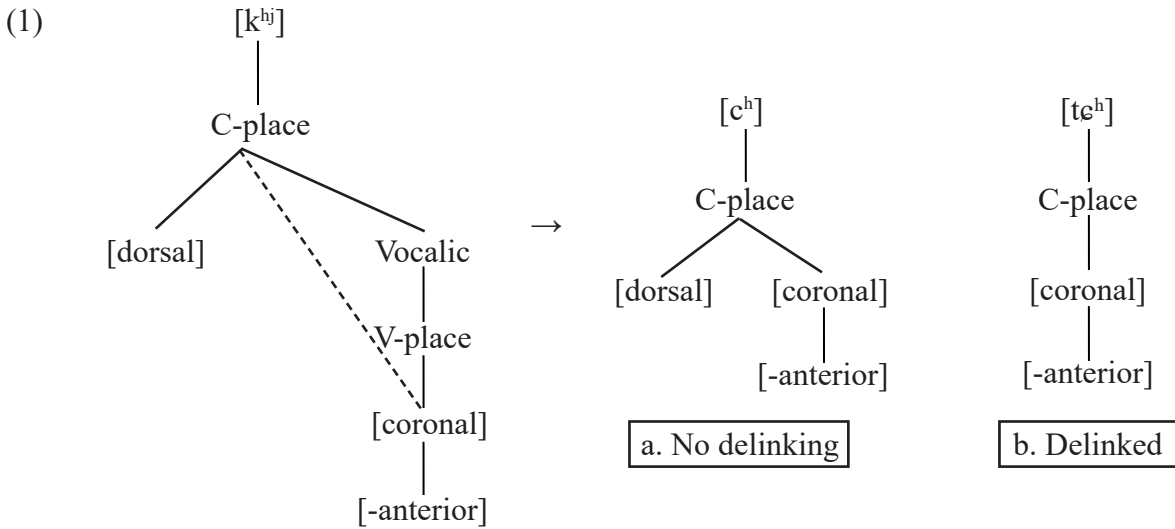 (1)
[kʰʲ]
C-place
[dorsal]
Vocalic
V-place
[coronal]
[-anterior]
→
[cʰ]
C-place
[dorsal] [coronal]
[-anterior]
a. No delinking
[tɕʰ]
C-place
[coronal]
[-anterior]
b. Delinked